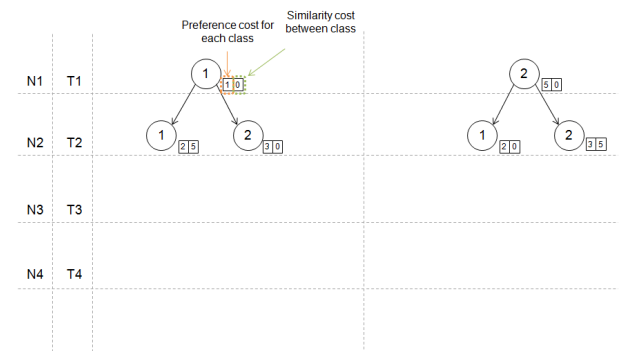 Preference cost for
each class
Similarity cost
between class
N1 T1 1 1 0 2 5 0
N2 T2 1 2 5 2 3 0 1 2 0 2 3 5
N3 T3
N4 T4